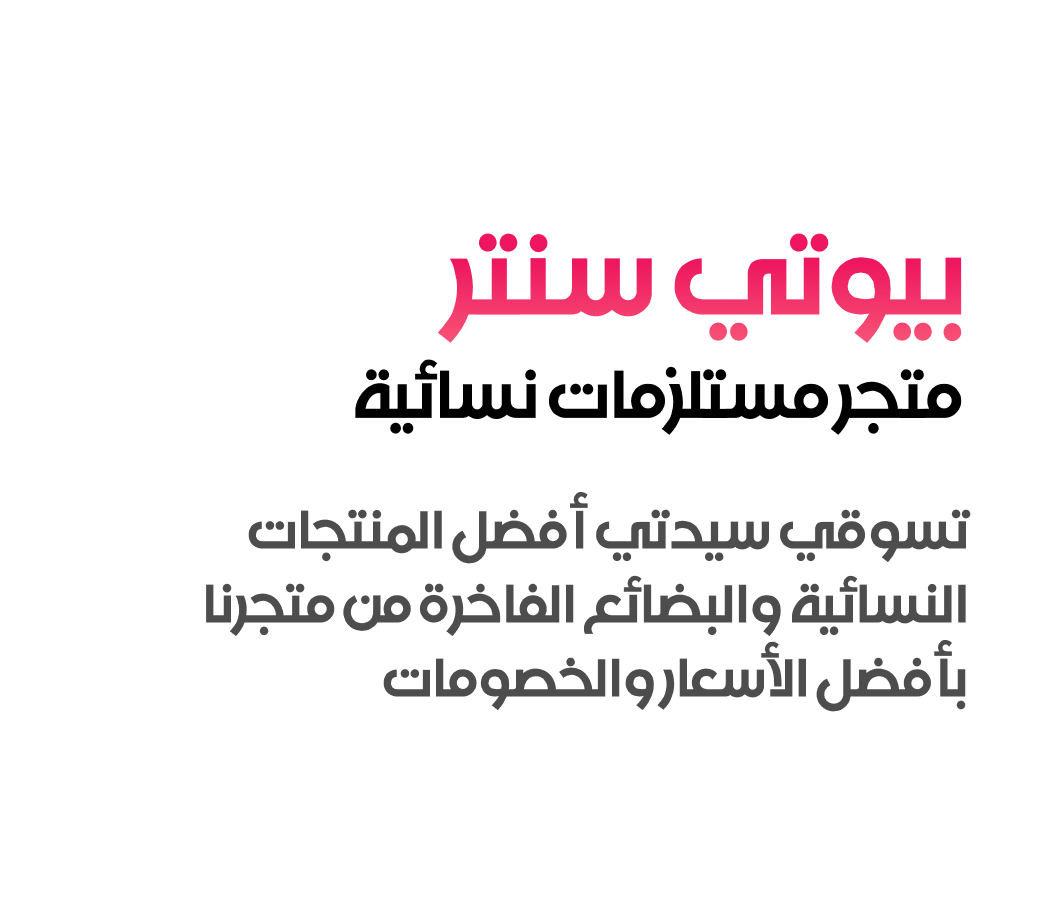 بيوتي سنتر
متجر مستلزمات نسائية
تسوقي سيدتي أفضل المنتجات
النسائية والبضائع الفاخرة من متجرنا
بأفضل الأسعار والخصومات